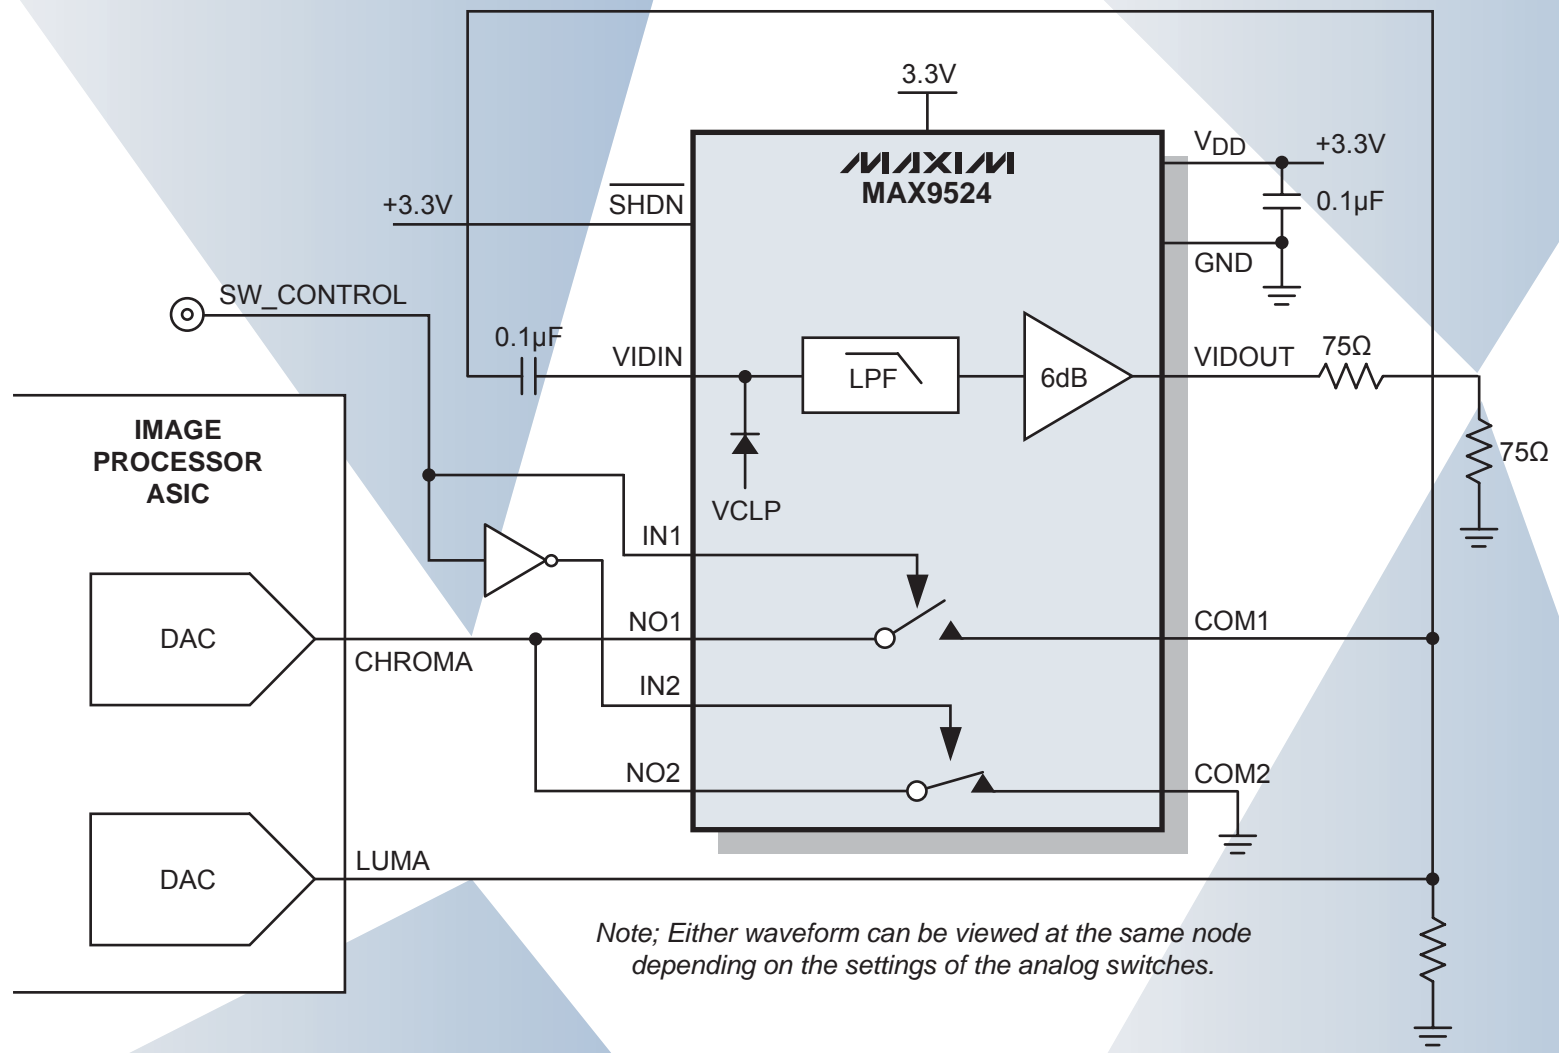 3.3V
MAXIM
MAX9524
VDD
+3.3V
0.1µF
GND
+3.3V
SHDN
SW_CONTROL
0.1µF
VIDIN
LPF
6dB
VIDOUT
75Ω
75Ω
VCLP
IMAGE
PROCESSOR
ASIC
IN1
DAC
CHROMA
NO1
COM1
IN2
NO2
COM2
DAC
LUMA
Note; Either waveform can be viewed at the same node
depending on the settings of the analog switches.